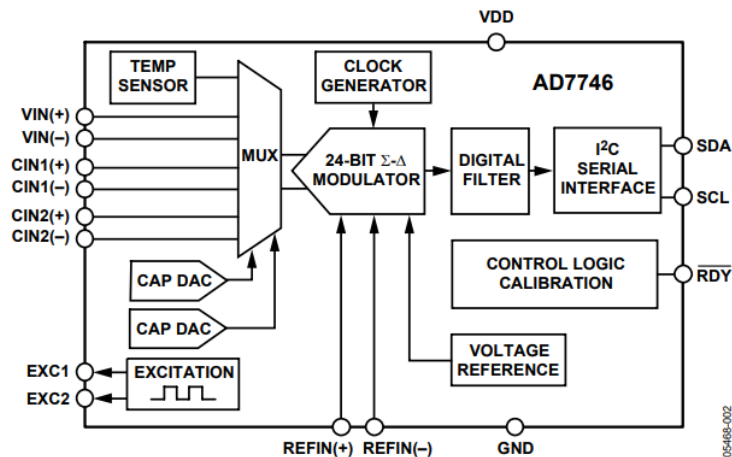 VDD
AD7746
TEMP
SENSOR
CLOCK
GENERATOR
VIN(+)
VIN(–)
CIN1(+)
CIN1(–)
CIN2(+)
CIN2(–)
MUX
24-BIT Σ-Δ
MODULATOR
DIGITAL
FILTER
I²C
SERIAL
INTERFACE
SDA
SCL
CAP DAC
CAP DAC
CONTROL LOGIC
CALIBRATION
R̅D̅Y̅
EXC1
EXC2
EXCITATION
VOLTAGE
REFERENCE
REFIN(+)
REFIN(–)
GND
05468-002